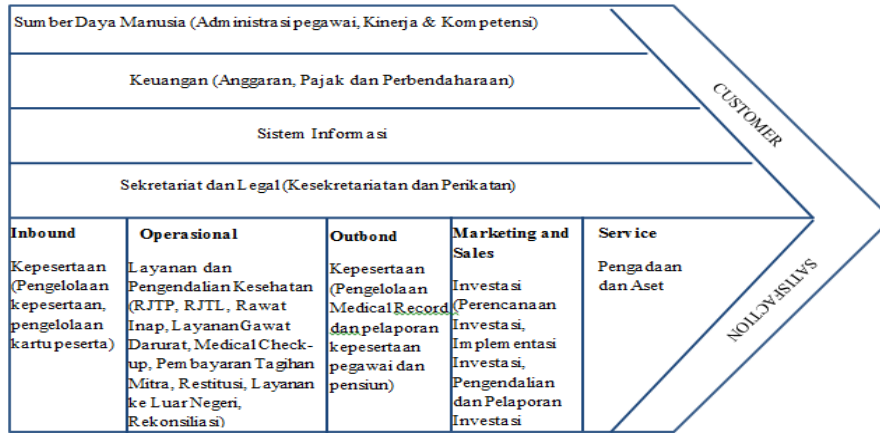 Sumber Daya Manusia (Administrasi pegawai, Kinerja & Kompetensi)
Keuangan (Anggaran, Pajak dan Perbendaharaan)
Sistem Informasi
Sekretariat dan Legal (Kesekretariatan dan Perikatan)
CUSTOMER
SATISFACTION
Inbound
Kepesertaan
(Pengelolaan
kepesertaan,
pengelolaan
kartu peserta)
Operasional
Layanan dan
Pengendalian Kesehatan
(RJTP, RJTL, Rawat
Inap, Layanan Gawat
Darurat, Medical Check-
up, Pembayaran Tagihan
Mitra, Restitusi, Layanan
ke Luar Negeri,
Rekonsiliasi)
Outbond
Kepesertaan
(Pengelolaan
Medical Record
dan pelaporan
kepesertaan
pegawai dan
pensiun)
Marketing and
Sales
Investasi
(Perencanaan
Investasi,
Implementasi
Investasi,
Pengendalian
dan Pelaporan
Investasi
Service
Pengadaan
dan Aset